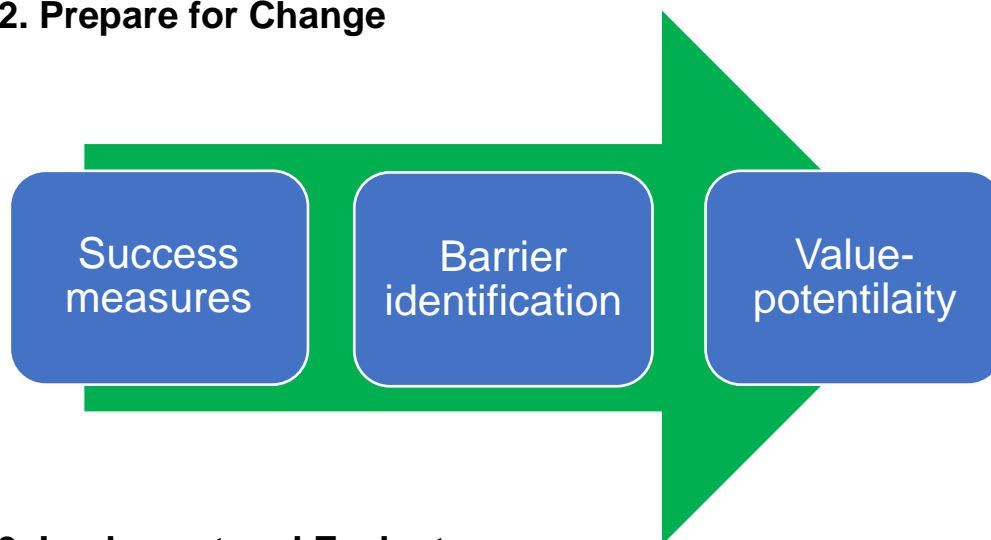 2. Prepare for Change
Success
measures
Barrier
identification
Value-
potentilaity